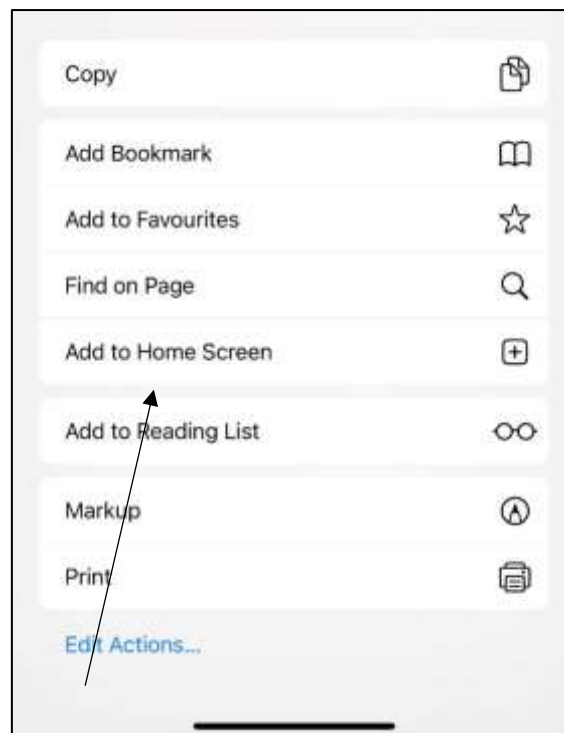 Copy
Add Bookmark
Add to Favourites
Find on Page
Add to Home Screen
Add to Reading List
Markup
Print
Edit Actions...